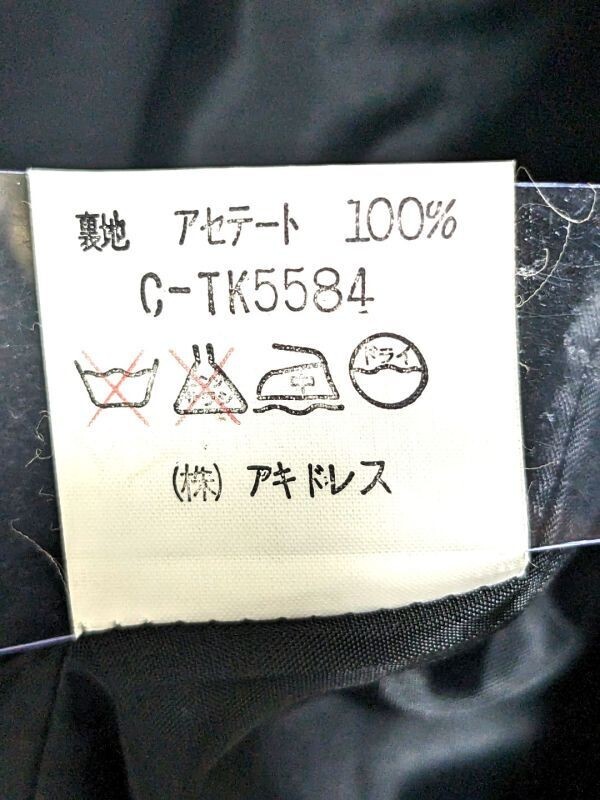 裏地 アセテート 100%
C-TK5584
中 ドライ
(株) アキドレス